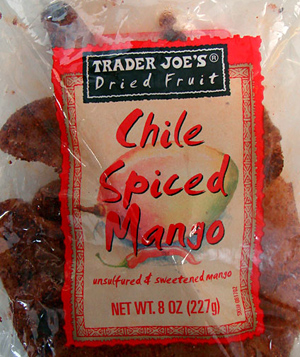 TRADER JOE'S®
Dried Fruit
Chile
Spiced
Mango
unsulfured & sweetened mango
NET WT. 8 OZ (227g)